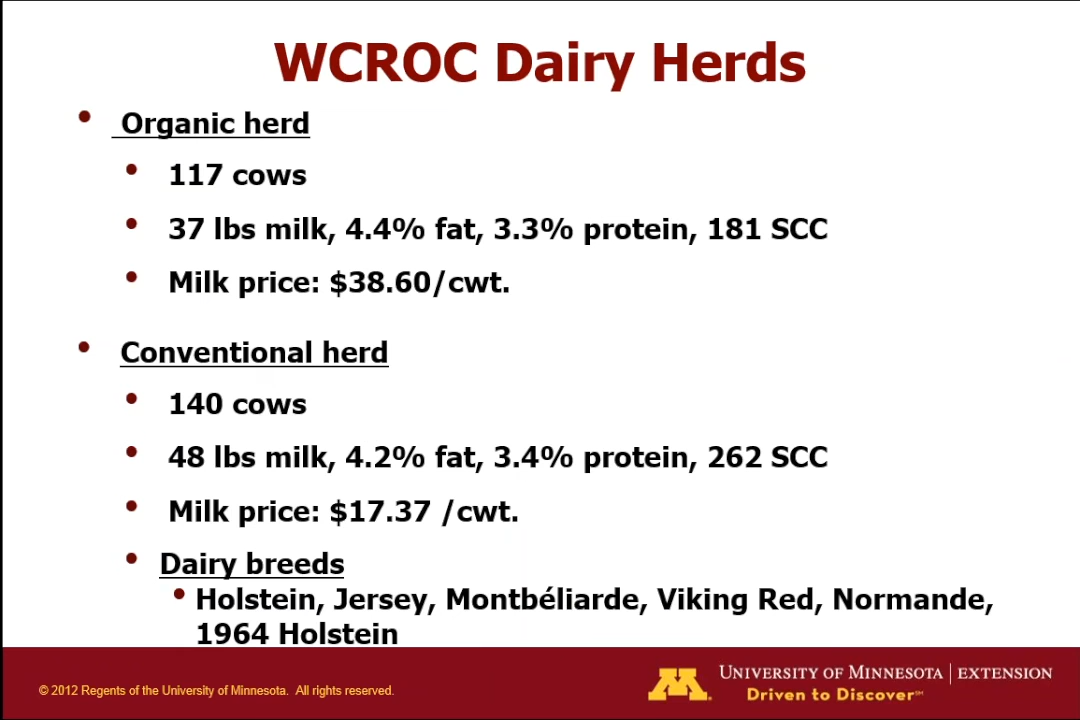 WCROC Dairy Herds
• Organic herd
• 117 cows
• 37 lbs milk, 4.4% fat, 3.3% protein, 181 SCC
• Milk price: $38.60/cwt.
• Conventional herd
• 140 cows
• 48 lbs milk, 4.2% fat, 3.4% protein, 262 SCC
• Milk price: $17.37 /cwt.
• Dairy breeds
• Holstein, Jersey, Montbéliarde, Viking Red, Normande,
1964 Holstein
© 2012 Regents of the University of Minnesota. All rights reserved.
M
UNIVERSITY OF MINNESOTA | EXTENSION
Driven to Discover℠